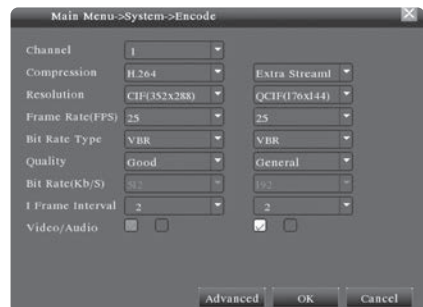 Main Menu->System->Encode
Channel 1
Compression H.264 Extra Stream1
Resolution CIF(352x288) QCIF(176x144)
Frame Rate(FPS) 25 25
Bit Rate Type VBR VBR
Quality Good General
Bit Rate(Kb/S) 512 192
I Frame Interval 2 2
Video/Audio
Advanced OK Cancel